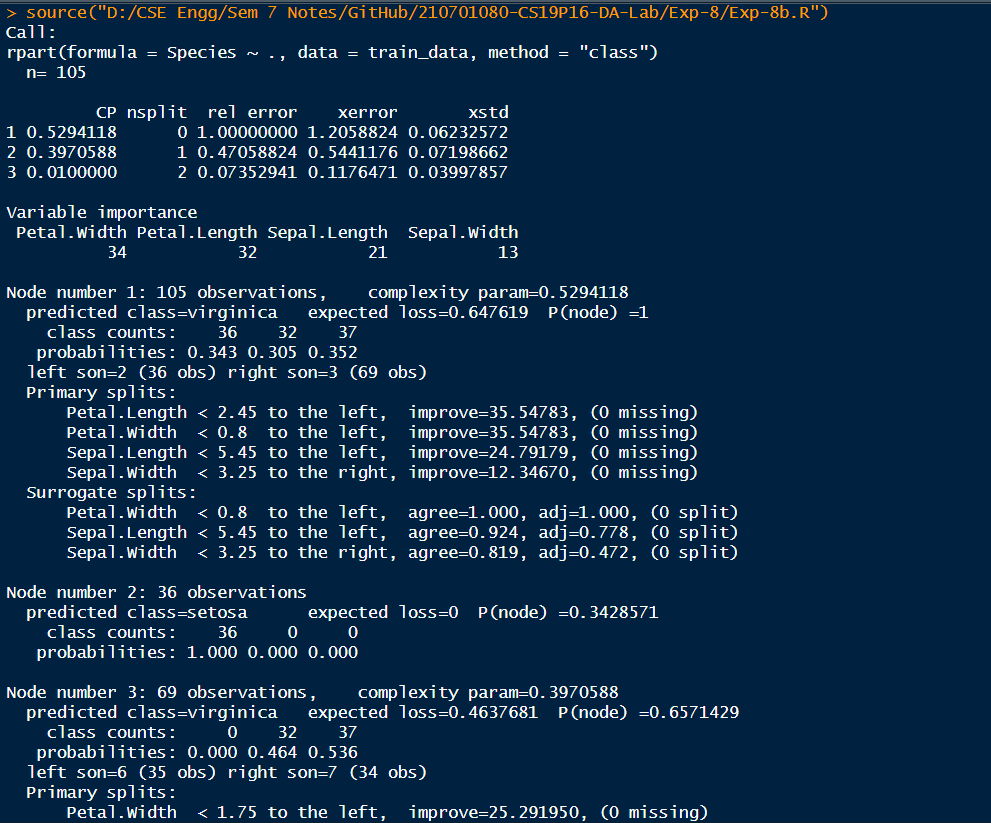 > source("D:/CSE Engg/Sem 7 Notes/GitHub/210701080-CS19P16-DA-Lab/Exp-8/Exp-8b.R")
Call:
rpart(formula = Species ~ ., data = train_data, method = "class")
  n= 105

         CP nsplit  rel error    xerror       xstd
1 0.5294118      0 1.00000000 1.2058824 0.06232572
2 0.3970588      1 0.47058824 0.5441176 0.07198662
3 0.0100000      2 0.07352941 0.1176471 0.03997857

Variable importance
 Petal.Width Petal.Length Sepal.Length  Sepal.Width
          34           32           21           13

Node number 1: 105 observations,    complexity param=0.5294118
  predicted class=virginica   expected loss=0.647619  P(node) =1
    class counts:    36    32    37
   probabilities: 0.343 0.305 0.352
  left son=2 (36 obs) right son=3 (69 obs)
  Primary splits:
      Petal.Length < 2.45 to the left,  improve=35.54783, (0 missing)
      Petal.Width  < 0.8  to the left,  improve=35.54783, (0 missing)
      Sepal.Length < 5.45 to the left,  improve=24.79179, (0 missing)
      Sepal.Width  < 3.25 to the right, improve=12.34670, (0 missing)
  Surrogate splits:
      Petal.Width  < 0.8  to the left,  agree=1.000, adj=1.000, (0 split)
      Sepal.Length < 5.45 to the left,  agree=0.924, adj=0.778, (0 split)
      Sepal.Width  < 3.25 to the right, agree=0.819, adj=0.472, (0 split)

Node number 2: 36 observations
  predicted class=setosa      expected loss=0  P(node) =0.3428571
    class counts:    36     0     0
   probabilities: 1.000 0.000 0.000

Node number 3: 69 observations,    complexity param=0.3970588
  predicted class=virginica   expected loss=0.4637681  P(node) =0.6571429
    class counts:     0    32    37
   probabilities: 0.000 0.464 0.536
  left son=6 (35 obs) right son=7 (34 obs)
  Primary splits:
      Petal.Width  < 1.75 to the left,  improve=25.291950, (0 missing)